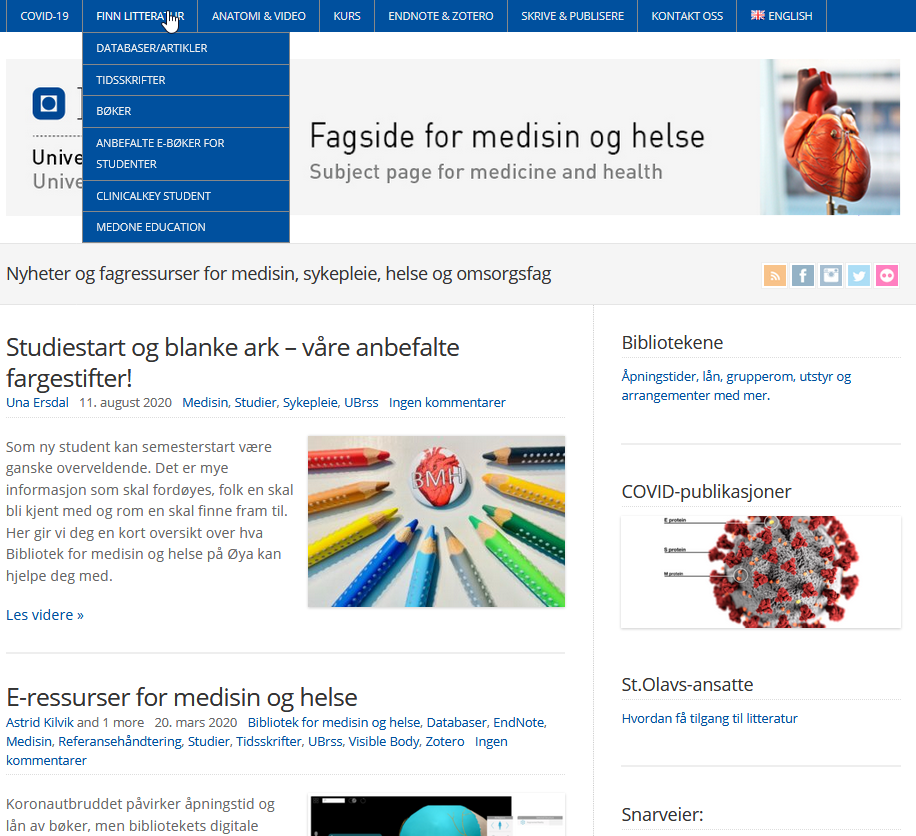 COVID-19 FINN LITTERATUR ANATOMI & VIDEO KURS ENDNOTE & ZOTERO SKRIVE & PUBLISERE KONTAKT OSS ENGLISH
DATABASER/ARTIKLER
TIDSSKRIFTER
BØKER
ANBEFALTE E-BØKER FOR
STUDENTER
CLINICALKEY STUDENT
MEDONE EDUCATION
Fagside for medisin og helse
Subject page for medicine and health
Nyheter og fagressurser for medisin, sykepleie, helse og omsorgsfag
Studiestart og blanke ark – våre anbefalte
fargestifter!
Una Ersdal 11. august 2020 Medisin, Studier, Sykepleie, UBrss Ingen kommentarer
Som ny student kan semesterstart være
ganske overveldende. Det er mye
informasjon som skal fordøyes, folk en skal
bli kjent med og rom en skal finne fram til.
Her gir vi deg en kort oversikt over hva
Bibliotek for medisin og helse på Øya kan
hjelpe deg med.
BMH
Les videre »
E-ressurser for medisin og helse
Astrid Kilvik and 1 more 20. mars 2020 Bibliotek for medisin og helse, Databaser, EndNote,
Medisin, Referansehåndtering, Studier, Tidsskrifter, UBrss, Visible Body, Zotero Ingen
kommentarer
Koronautbruddet påvirker åpningstid og
lån av bøker, men bibliotekets digitale
Bibliotekene
Åpningstider, lån, grupperom, utstyr og
arrangementer med mer.
COVID-publikasjoner
E protein
S protein
M protein
St.Olavs-ansatte
Hvordan få tilgang til litteratur
Snarveier: